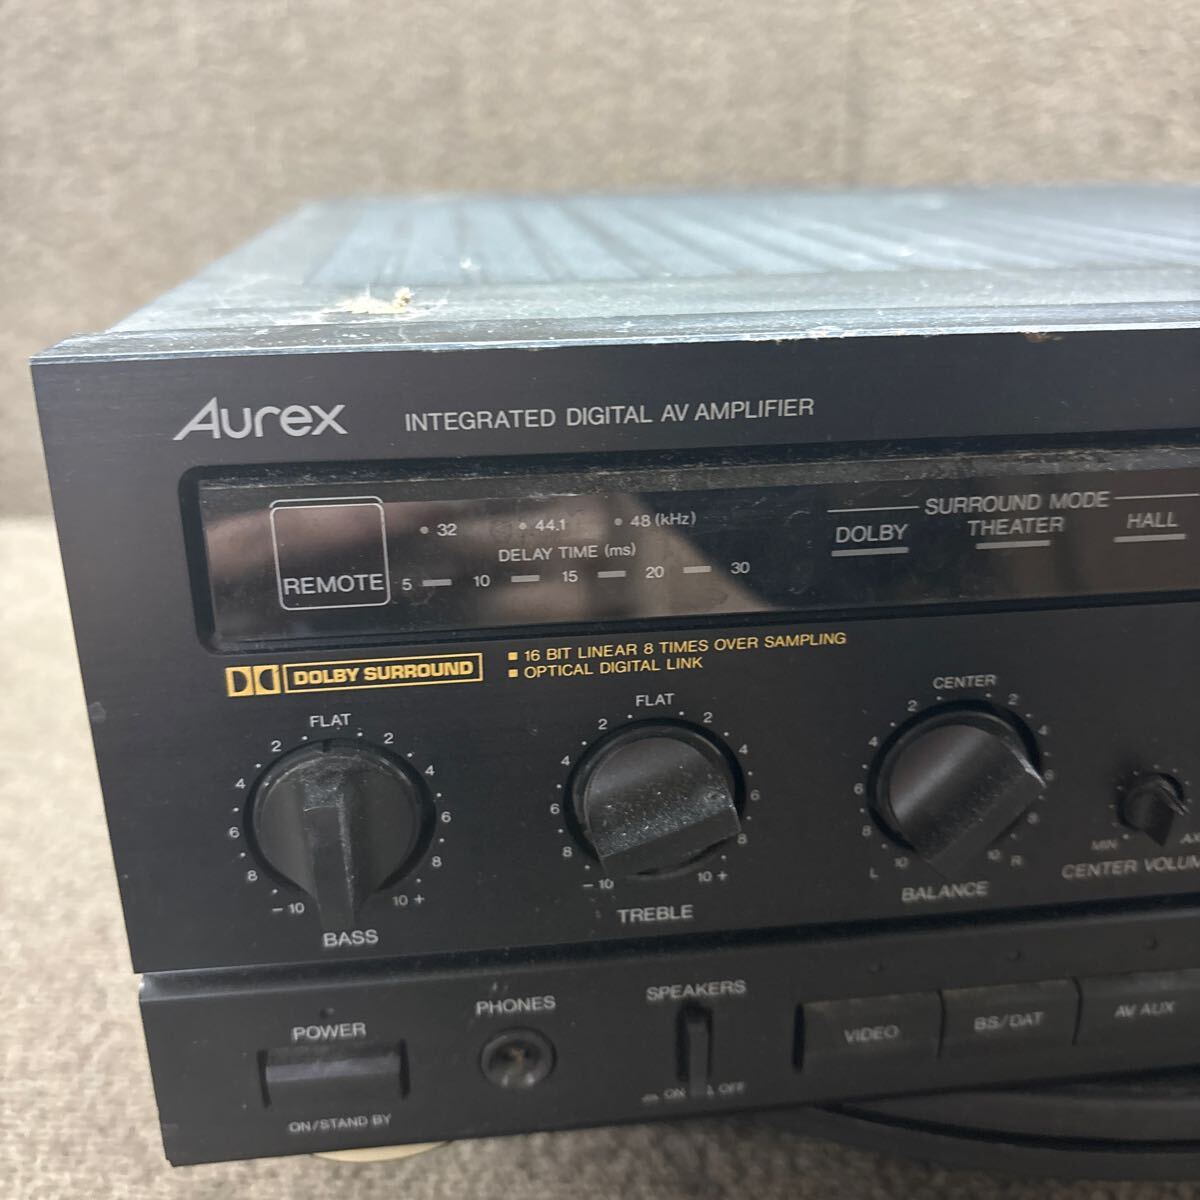 Aurex INTEGRATED DIGITAL AV AMPLIFIER
REMOTE
32 44.1 48 (kHz)
DELAY TIME (ms)
5 10 15 20 30
SURROUND MODE
DOLBY THEATER HALL
DOLBY SURROUND
16 BIT LINEAR 8 TIMES OVER SAMPLING
OPTICAL DIGITAL LINK
FLAT
2 2
4 4
6 6
8 8
- 10 10 +
BASS
FLAT
2 2
4 4
6 6
8 8
- 10 10 +
TREBLE
CENTER
2 2
4 4
6 6
8 8
L 10 10 R
BALANCE
MIN
CENTER VOLUM
POWER
ON/STAND BY
PHONES
SPEAKERS
ON OFF
VIDEO
BS/DAT
AV AUX